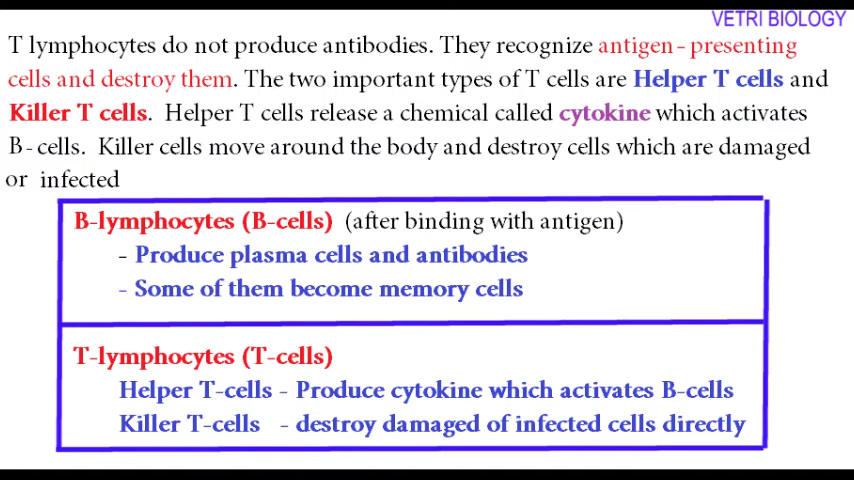 VETRI BIOLOGY
T lymphocytes do not produce antibodies. They recognize antigen - presenting
cells and destroy them. The two important types of T cells are Helper T cells and
Killer T cells. Helper T cells release a chemical called cytokine which activates
B - cells. Killer cells move around the body and destroy cells which are damaged
or infected
B-lymphocytes (B-cells) (after binding with antigen)
- Produce plasma cells and antibodies
- Some of them become memory cells
T-lymphocytes (T-cells)
Helper T-cells - Produce cytokine which activates B-cells
Killer T-cells - destroy damaged of infected cells directly